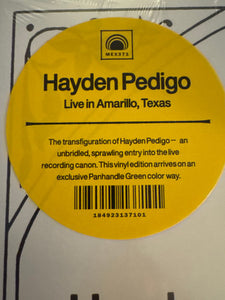 MEX372
Hayden Pedigo
Live in Amarillo, Texas
The transfiguration of Hayden Pedigo — an
unbridled, sprawling entry into the live
recording canon. This vinyl edition arrives on an
exclusive Panhandle Green color way.
184923137101